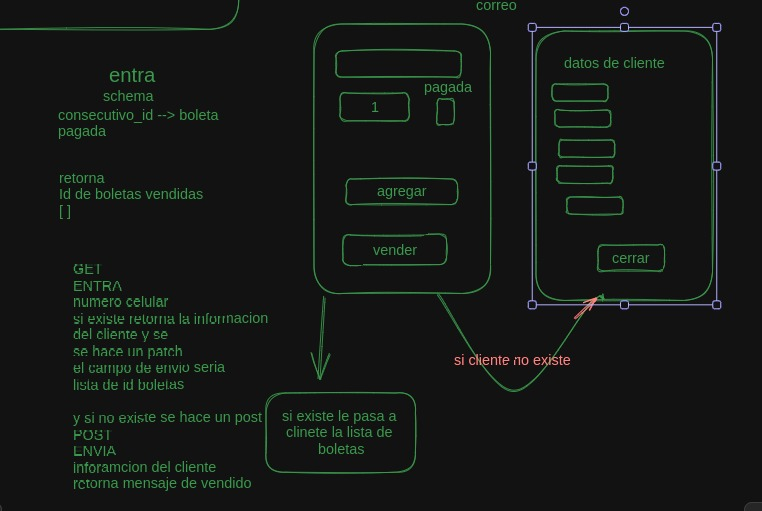 correo
entra
schema
consecutivo_id --> boleta
pagada
retorna
Id de boletas vendidas
[ ]
GET
ENTRA
numero celular
si existe retorna la informacion
del cliente y se
se hace un patch
el campo de envio seria
lista de id boletas
y si no existe se hace un post
POST
ENVIA
inforamcion del cliente
retorna mensaje de vendido
pagada
1
agregar
vender
datos de cliente
cerrar
si cliente no existe
si existe le pasa a
clinete la lista de
boletas